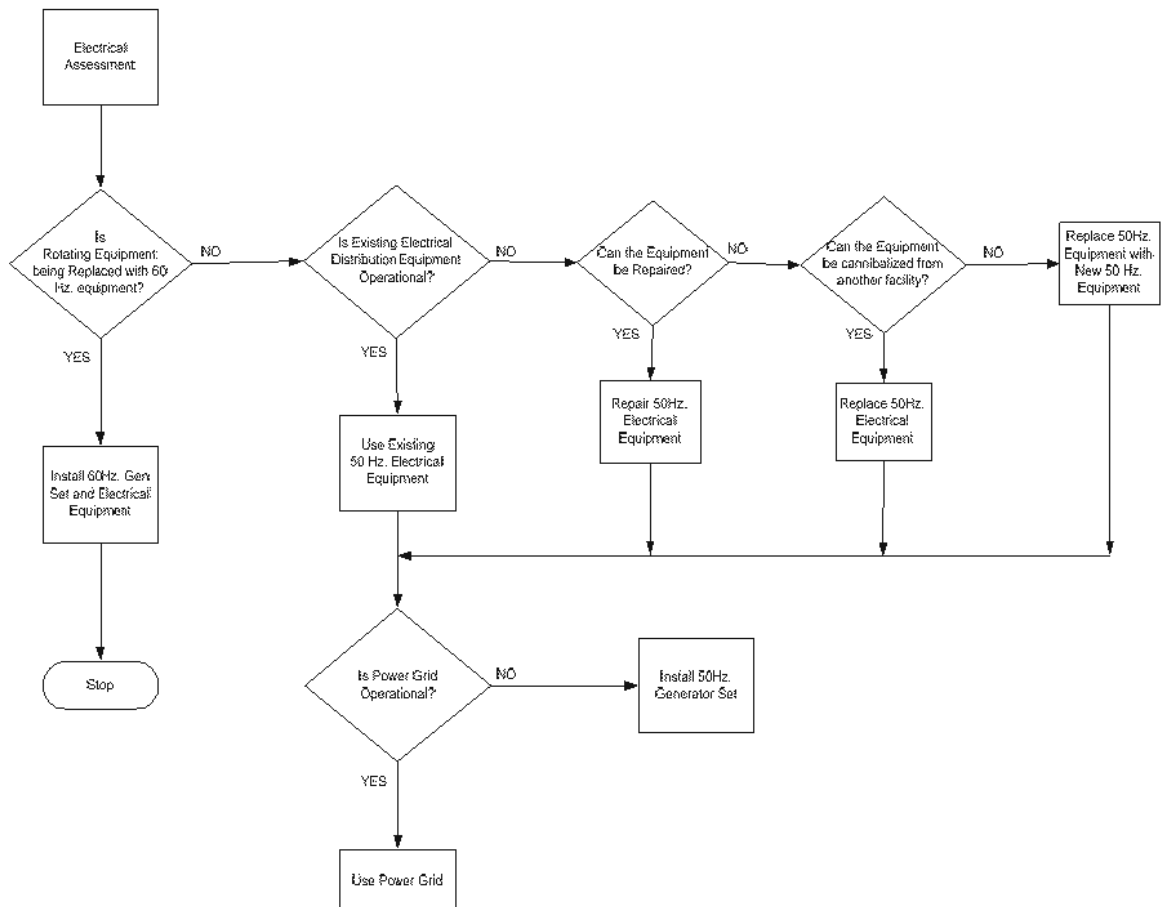 Electrical
Assessment
Is
Rotating Equipment
being Replaced with 60
Hz. equipment?
NO
Is Existing Electrical
Distribution Equipment
Operational?
NO
Can the Equipment
be Repaired?
NO
Can the Equipment
be cannibalized from
another facility?
NO
Replace 50Hz.
Equipment with
New 50 Hz.
Equipment
YES
YES
YES
YES
Install 60Hz. Gen
Set and Electrical
Equipment
Use Existing
50 Hz. Electrical
Equipment
Repair 50Hz.
Electrical
Equipment
Replace 50Hz.
Electrical
Equipment
Stop
Is Power Grid
Operational?
NO
Install 50Hz.
Generator Set
YES
Use Power Grid